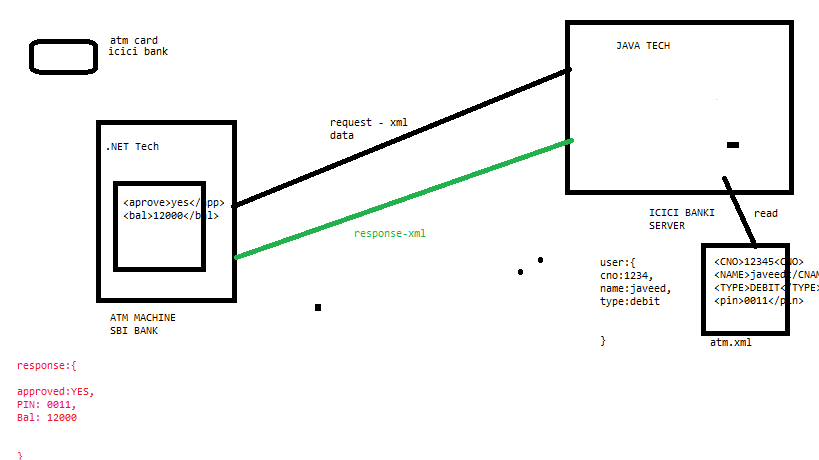 atm card
icici bank
JAVA TECH
request - xml
data
.NET Tech
<aprove>yes</app>
<bal>12000</bal>
response-xml
ICICI BANKI
SERVER
read
user:{
cno:1234,
name:javeed,
type:debit
}
<CNO>12345<CNO>
<NAME>javeed</CNAM
<TYPE>DEBIT</TYPE>
<pin>0011</pin>
atm.xml
ATM MACHINE
SBI BANK
response:{
approved:YES,
PIN: 0011,
Bal: 12000
}